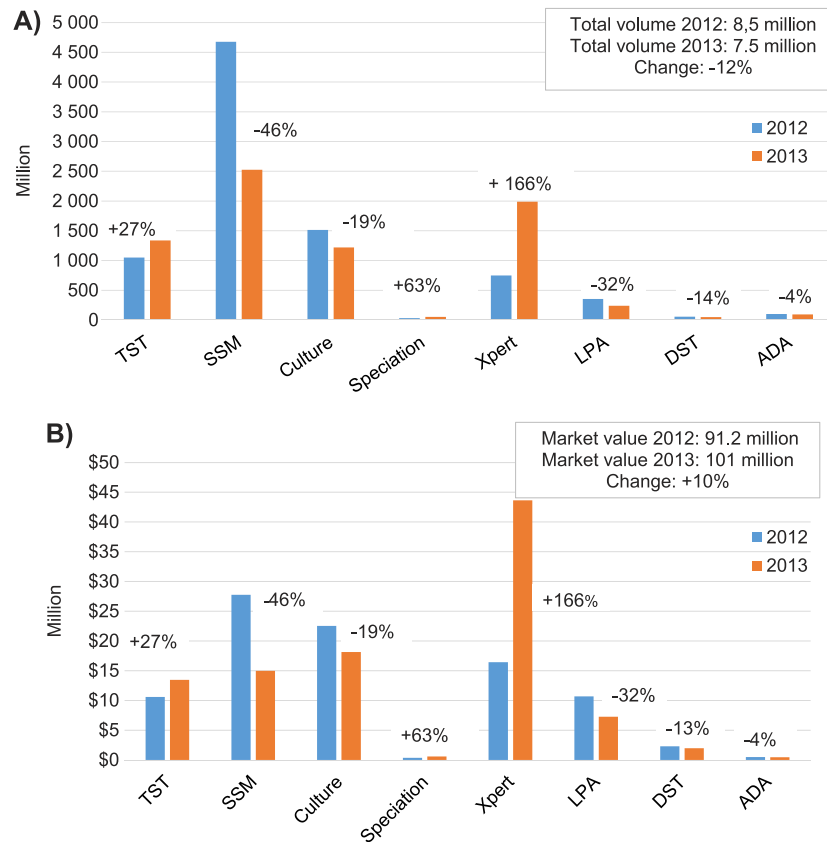 A)
5 000
4 500
4 000
3 500
3 000
2 500
2 000
1 500
1 000
500
0
Million
Total volume 2012: 8,5 million
Total volume 2013: 7.5 million
Change: -12%
2012
2013
+27%
-46%
-19%
+63%
+ 166%
-32%
-14%
-4%
TST
SSM
Culture
Speciation
Xpert
LPA
DST
ADA
B)
$50
$45
$40
$35
$30
$25
$20
$15
$10
$5
$0
Million
Market value 2012: 91.2 million
Market value 2013: 101 million
Change: +10%
2012
2013
+27%
-46%
-19%
+63%
+166%
-32%
-13%
-4%
TST
SSM
Culture
Speciation
Xpert
LPA
DST
ADA